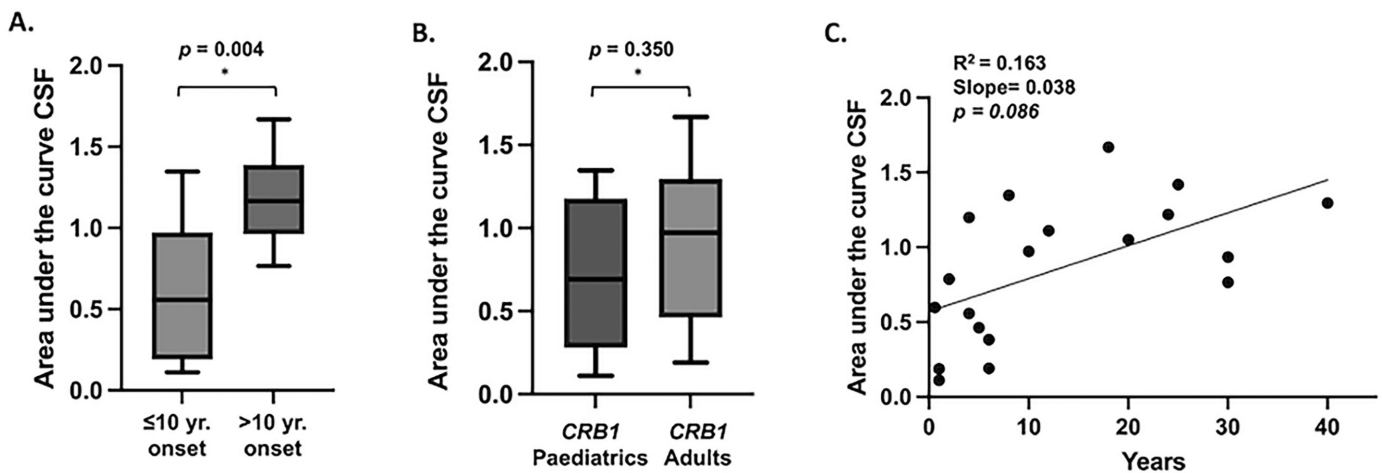 A.
p = 0.004
*
Area under the curve CSF
2.0
1.5
1.0
0.5
0.0
≤10 yr.
onset
>10 yr.
onset
B.
p = 0.350
*
Area under the curve CSF
2.0
1.5
1.0
0.5
0.0
CRB1
Paediatrics
CRB1
Adults
C.
R² = 0.163
Slope= 0.038
p = 0.086
Area under the curve CSF
2.0
1.5
1.0
0.5
0.0
0 10 20 30 40
Years